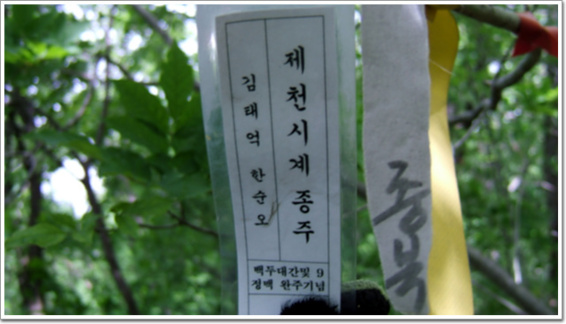 제천시계종주
김태억 한순오
백두대간및 9
정백 완주기념
종북